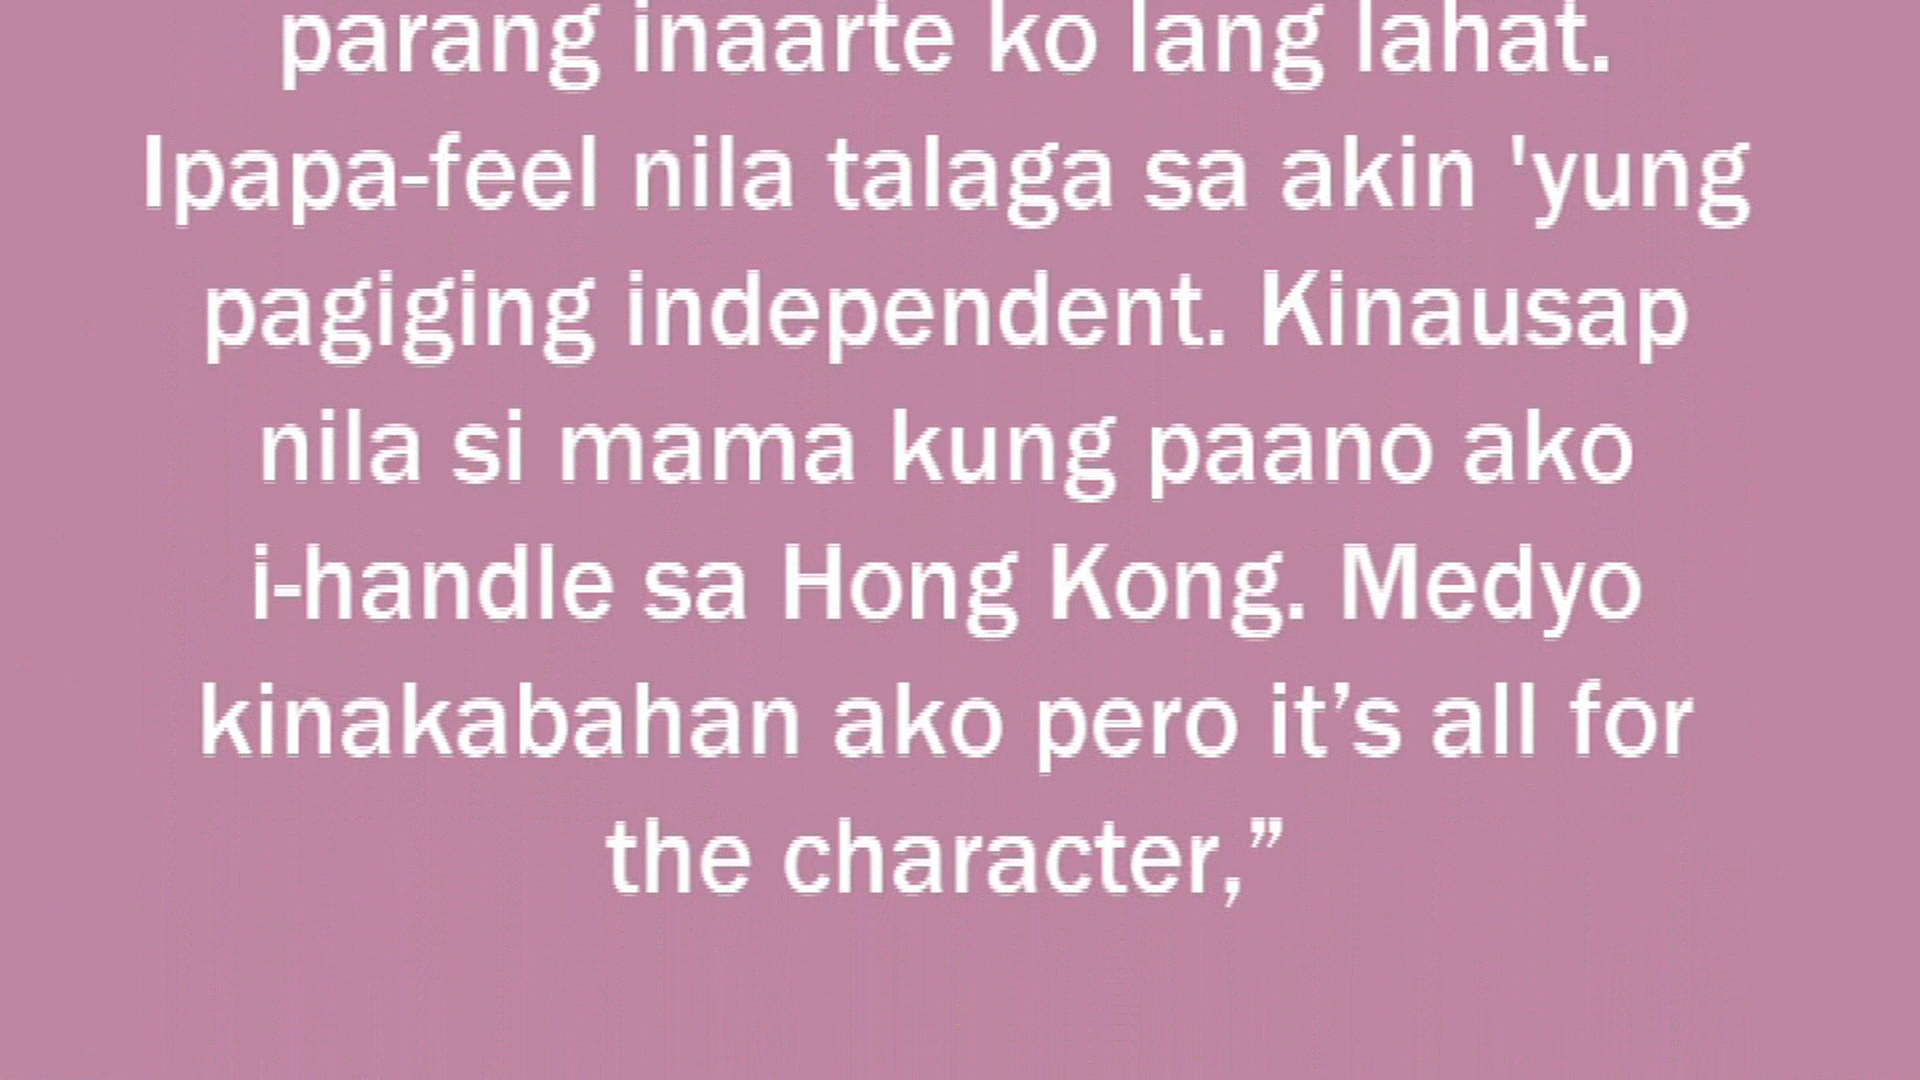 parang inaarte ko lang lahat.
Ipapa-feel nila talaga sa akin 'yung
pagiging independent. Kinausap
nila si mama kung paano ako
i-handle sa Hong Kong. Medyo
kinakabahan ako pero it’s all for
the character,”